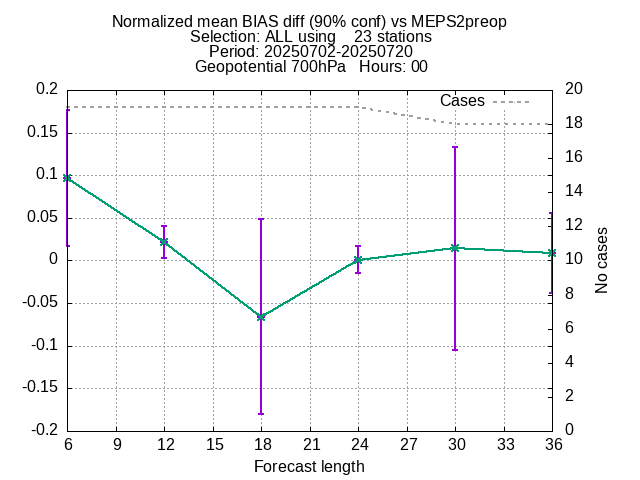 Normalized mean BIAS diff (90% conf) vs MEPS2preop
Selection: ALL using    23 stations
Period: 20250702-20250720
Geopotential 700hPa   Hours: 00
Cases
0.2
0.15
0.1
0.05
0
-0.05
-0.1
-0.15
-0.2
20
18
16
14
12
10
8
6
4
2
0
No cases
6 9 12 15 18 21 24 27 30 33 36
Forecast length